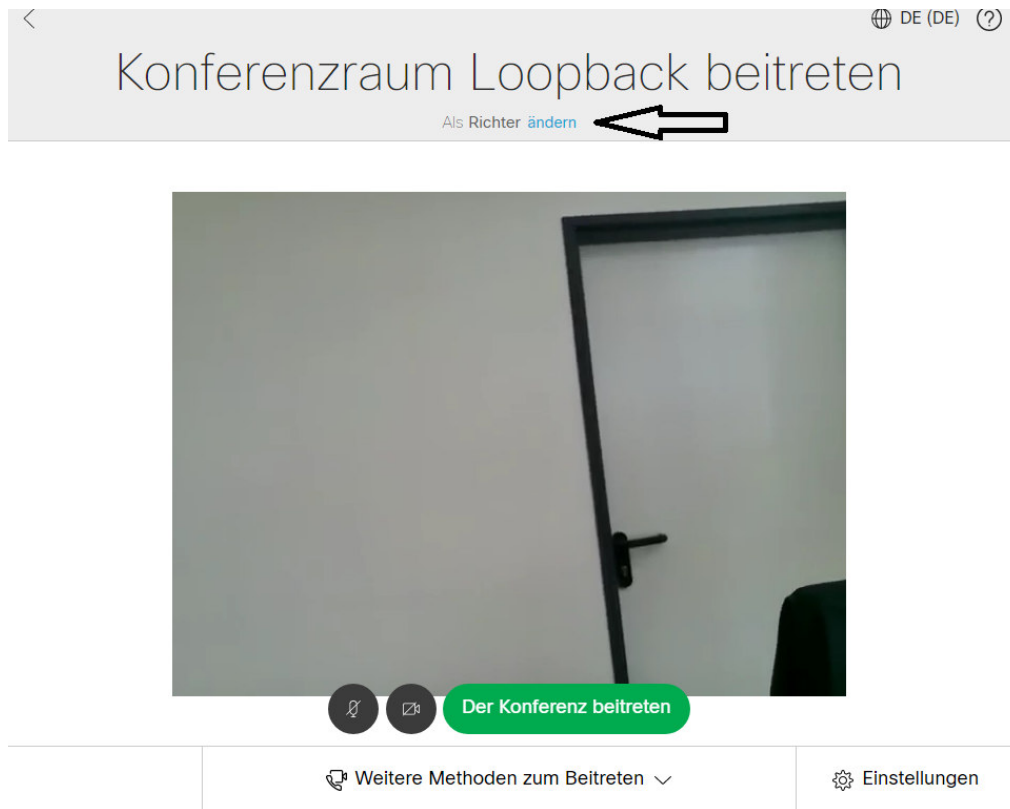 DE (DE)
Konferenzraum Loopback beitreten
Als Richter ändern
Der Konferenz beitreten
Weitere Methoden zum Beitreten
Einstellungen